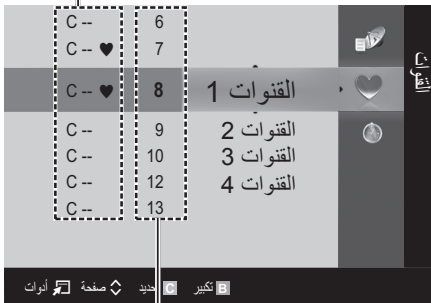 القنوات
C -- 6
C -- ♥ 7
C -- ♥ 8 القنوات 1
C -- 9 القنوات 2
C -- 10 القنوات 3
C -- 12 القنوات 4
C -- 13
B تكبير C صفحة أدوات